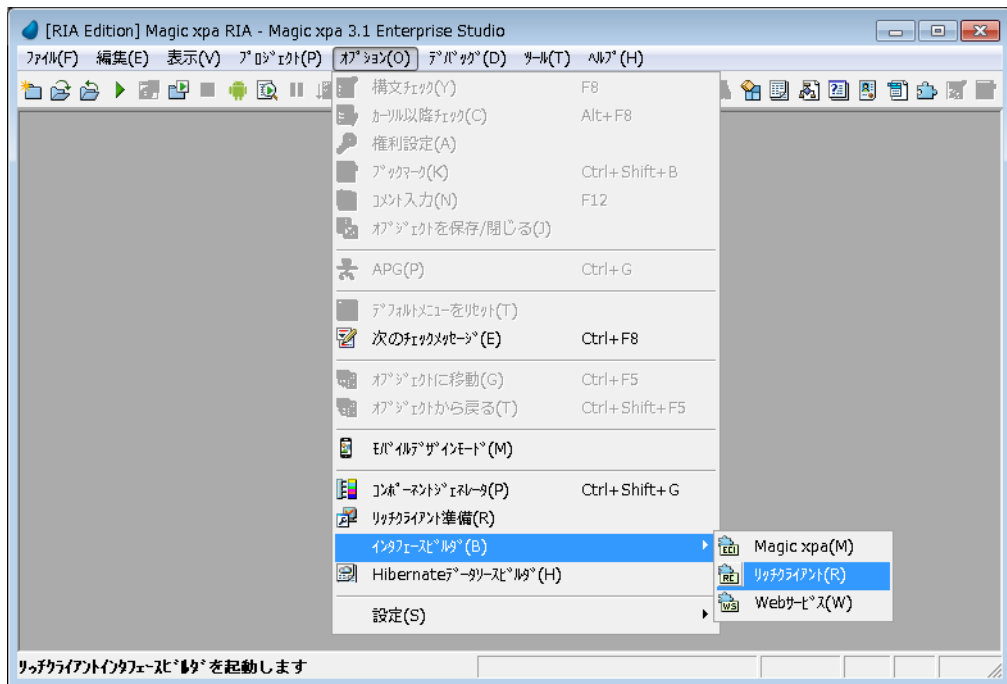 [RIA Edition] Magic xpa RIA - Magic xpa 3.1 Enterprise Studio
ﾌｧｲﾙ(F) 編集(E) 表示(V) ﾌﾟﾛｼﾞｪｸﾄ(P) ｵﾌﾟｼｮﾝ(O) ﾃﾞﾊﾞｯｸﾞ(D) ﾂｰﾙ(T) ﾍﾙﾌﾟ(H)
構文ﾁｪｯｸ(Y) F8
ｶｰｿﾙ以降ﾁｪｯｸ(C) Alt+F8
権利設定(A)
ﾌﾞｯｸﾏｰｸ(K) Ctrl+Shift+B
ｺﾒﾝﾄ入力(N) F12
ｵﾌﾞｼﾞｪｸﾄを保存/閉じる(J)
APG(P) Ctrl+G
ﾃﾞﾌｫﾙﾄﾒﾆｭｰをﾘｾｯﾄ(T)
次のﾁｪｯｸﾒｯｾｰｼﾞ(E) Ctrl+F8
ｵﾌﾞｼﾞｪｸﾄに移動(G) Ctrl+F5
ｵﾌﾞｼﾞｪｸﾄから戻る(T) Ctrl+Shift+F5
ﾓﾊﾞｲﾙﾃﾞｻﾞｲﾝﾓｰﾄﾞ(M)
ｺﾝﾎﾟｰﾈﾝﾄｼﾞｪﾈﾚｰﾀ(P) Ctrl+Shift+G
ﾘｯﾁｸﾗｲｱﾝﾄ準備(R)
ｲﾝﾀﾌｪｰｽﾋﾞﾙﾀﾞ(B)
Magic xpa(M)
Hibernateﾃﾞｰﾀｿｰｽﾋﾞﾙﾀﾞ(H)
ﾘｯﾁｸﾗｲｱﾝﾄ(R)
設定(S)
Webｻｰﾋﾞｽ(W)
ﾘｯﾁｸﾗｲｱﾝﾄｲﾝﾀﾌｪｰｽﾋﾞﾙﾀﾞを起動します